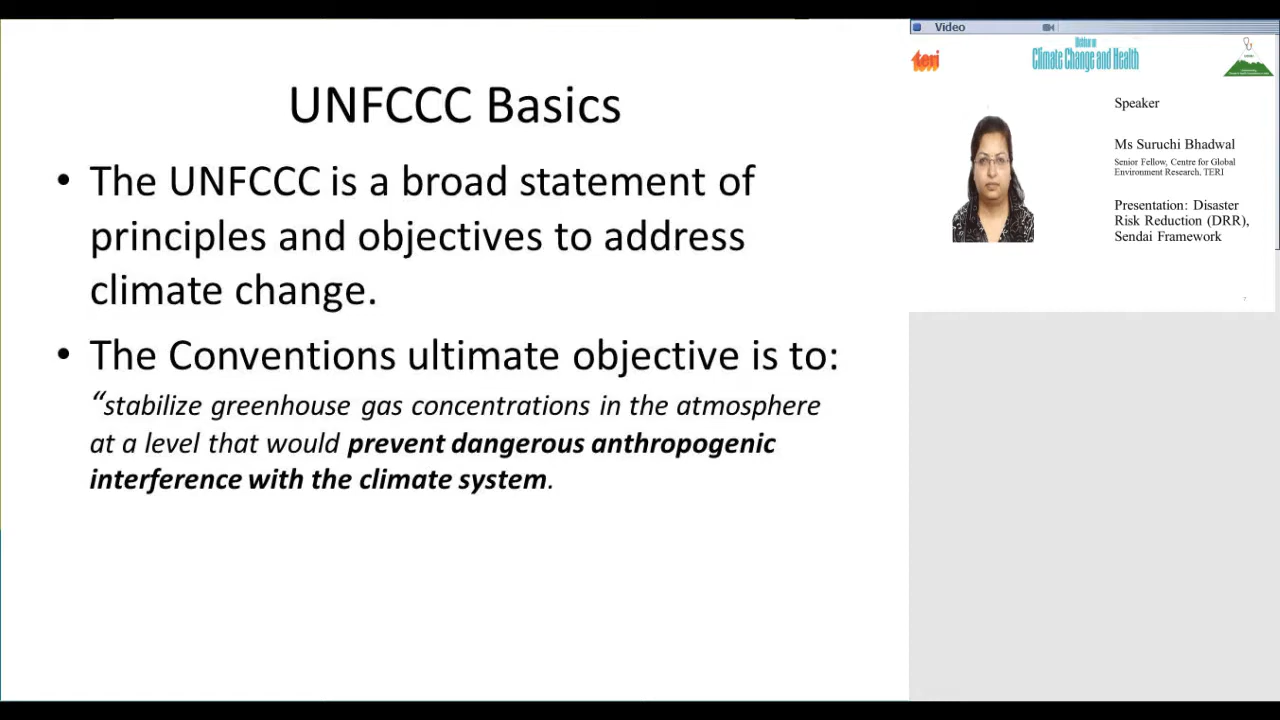 UNFCCC Basics
• The UNFCCC is a broad statement of
principles and objectives to address
climate change.
• The Conventions ultimate objective is to:
“stabilize greenhouse gas concentrations in the atmosphere
at a level that would prevent dangerous anthropogenic
interference with the climate system.
Video
teri
Climate Change and Health
Speaker
Ms Suruchi Bhadwal
Senior Fellow, Centre for Global
Environment Research, TERI
Presentation: Disaster
Risk Reduction (DRR),
Sendai Framework
7